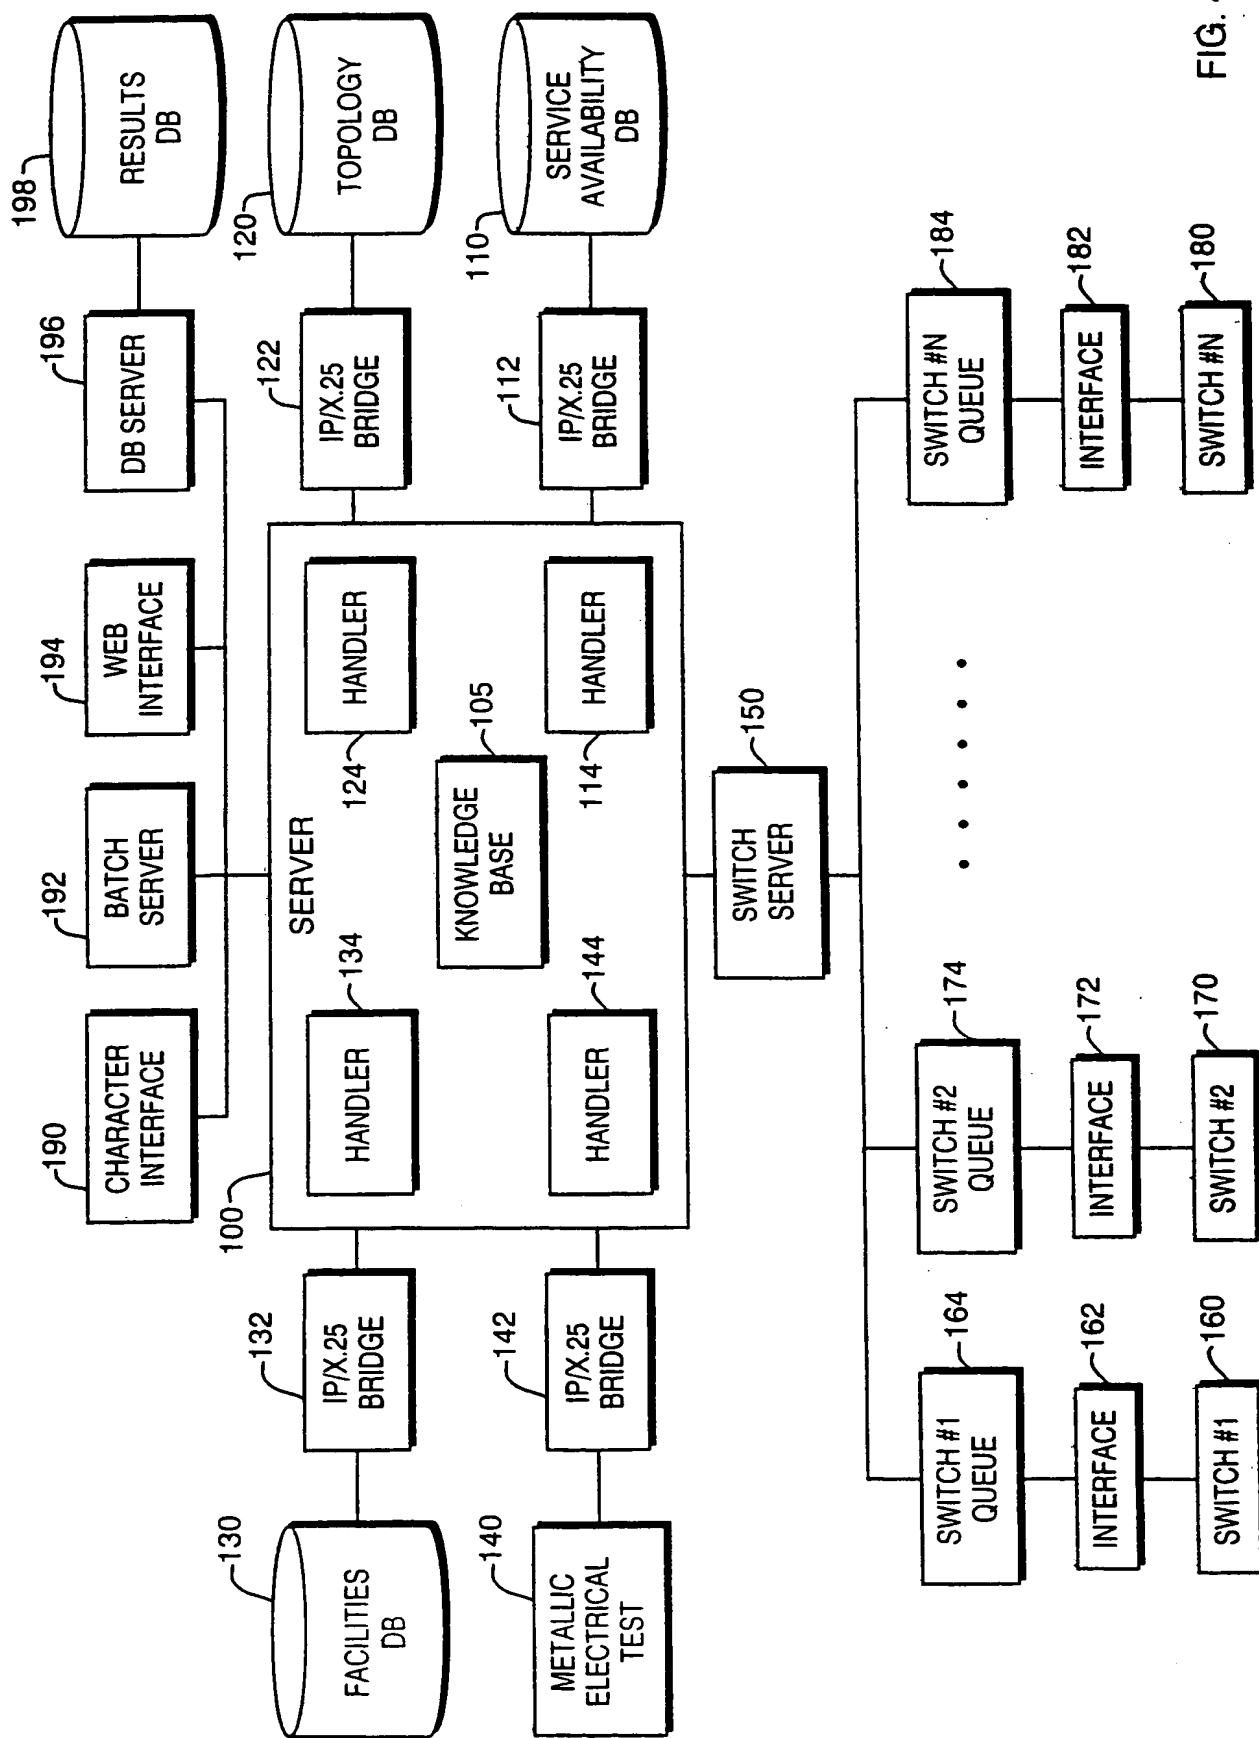 190
CHARACTER
INTERFACE
192
BATCH
SERVER
194
WEB
INTERFACE
196
DB SERVER
198
RESULTS
DB
100
SERVER
130
FACILITIES
DB
132
IP/X.25
BRIDGE
HANDLER
134
HANDLER
124
122
IP/X.25
BRIDGE
120
TOPOLOGY
DB
KNOWLEDGE
BASE
105
140
METALLIC
ELECTRICAL
TEST
142
IP/X.25
BRIDGE
HANDLER
144
HANDLER
114
112
IP/X.25
BRIDGE
110
SERVICE
AVAILABILITY
DB
SWITCH
SERVER
150
SWITCH #1
QUEUE
164
SWITCH #2
QUEUE
174
SWITCH #N
QUEUE
184
INTERFACE
162
INTERFACE
172
INTERFACE
182
SWITCH #1
160
SWITCH #2
170
SWITCH #N
180
FIG.